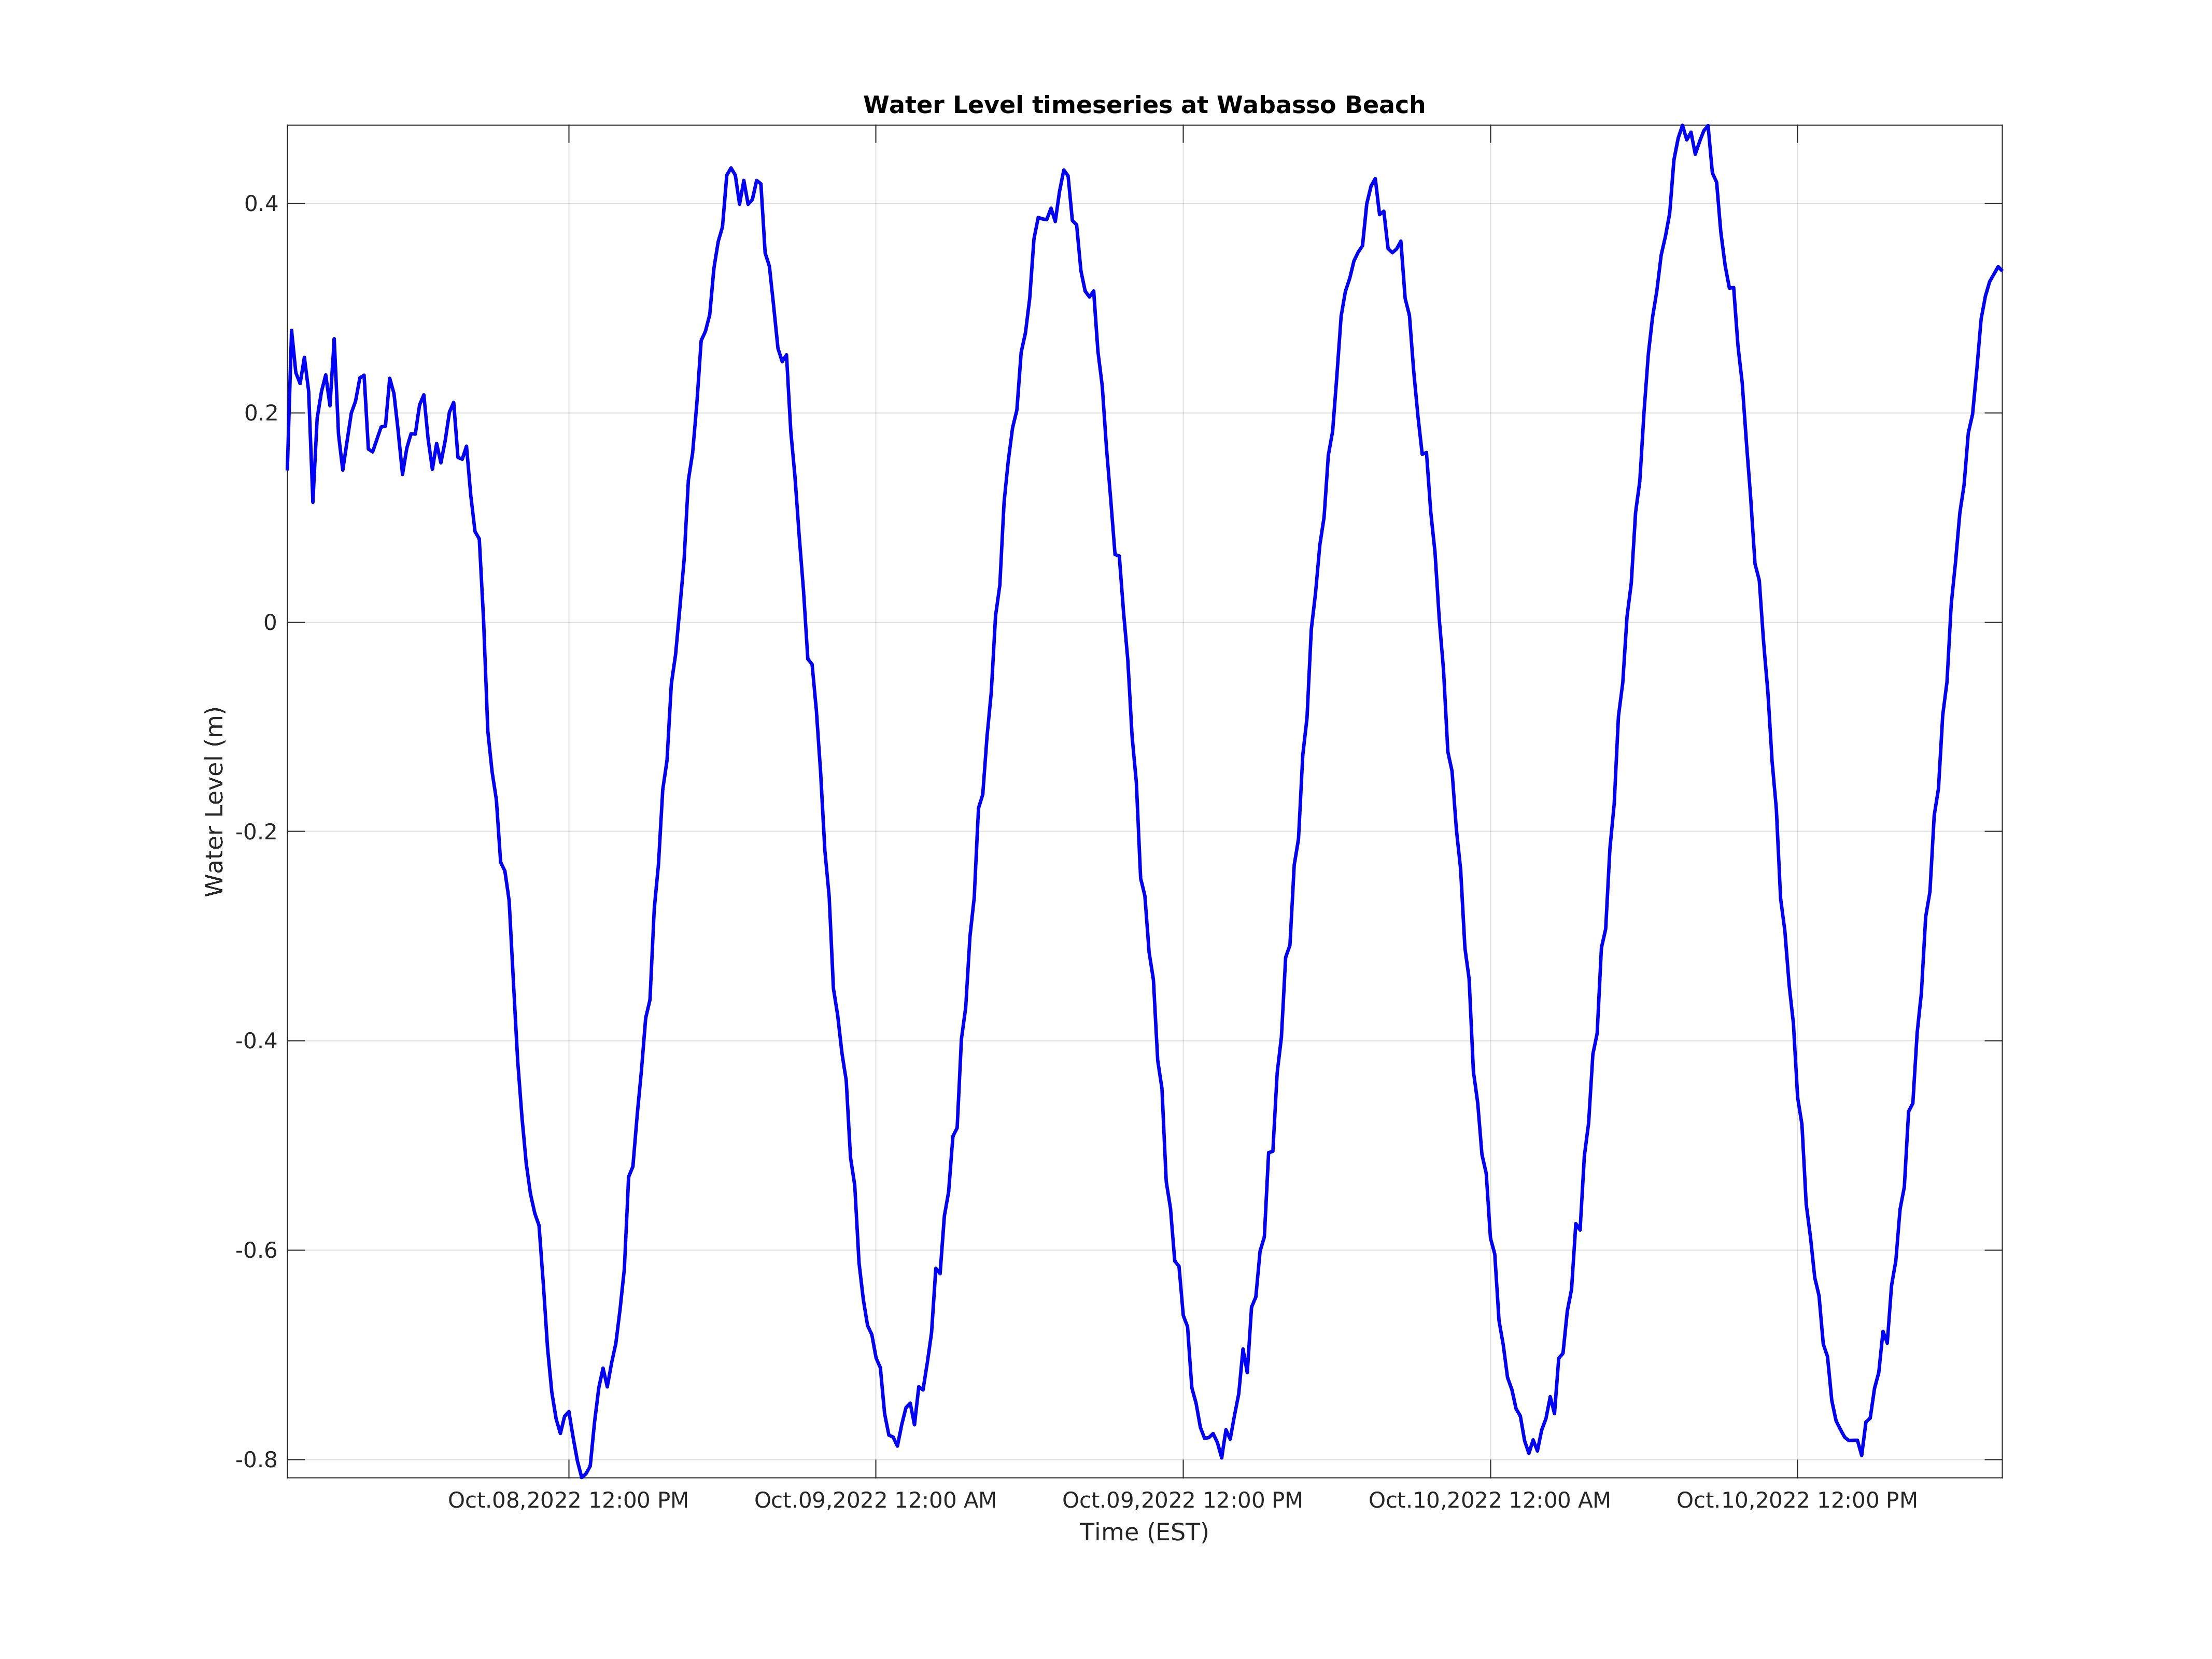 Water Level timeseries at Wabasso Beach
0.4
0.2
0
-0.2
-0.4
-0.6
-0.8
Water Level (m)
Oct.08,2022 12:00 PM
Oct.09,2022 12:00 AM
Oct.09,2022 12:00 PM
Oct.10,2022 12:00 AM
Oct.10,2022 12:00 PM
Time (EST)